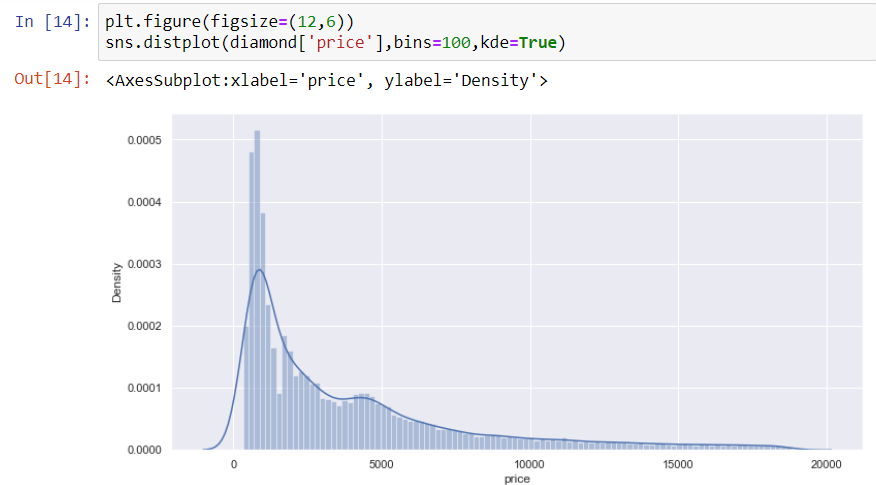 In [14]: plt.figure(figsize=(12,6))
sns.distplot(diamond['price'],bins=100,kde=True)
Out[14]: <AxesSubplot:xlabel='price', ylabel='Density'>
0.0005
0.0004
0.0003
0.0002
0.0001
0.0000
Density
0 5000 10000 15000 20000
price